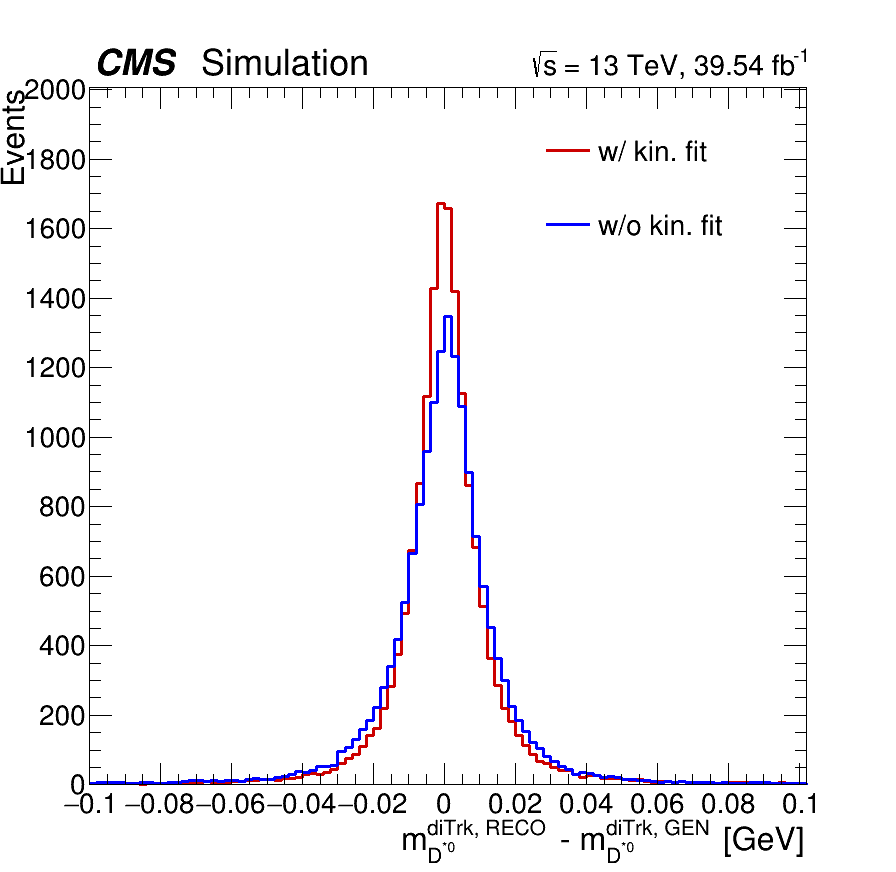 CMS Simulation √s = 13 TeV, 39.54 fb⁻¹
Events
2000
1800
1600
1400
1200
1000
800
600
400
200
0
w/ kin. fit
w/o kin. fit
−0.1 −0.08 −0.06 −0.04 −0.02 0 0.02 0.04 0.06 0.08 0.1
m_{D^{*0}}^{diTrk, RECO} - m_{D^{*0}}^{diTrk, GEN} [GeV]